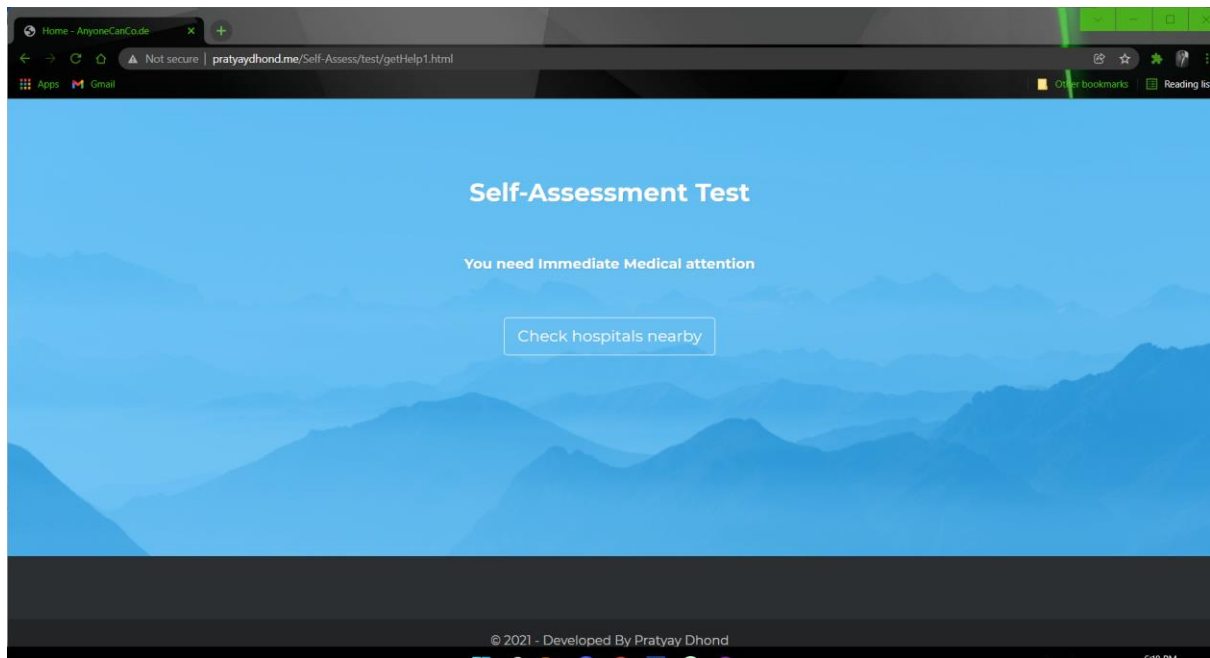 Home - AnyoneCanCo.de
Not secure | pratyaydhond.me/Self-Assess/test/getHelp1.html
Apps Gmail Other bookmarks Reading lis
Self-Assessment Test
You need Immediate Medical attention
Check hospitals nearby
© 2021 - Developed By Pratyay Dhond